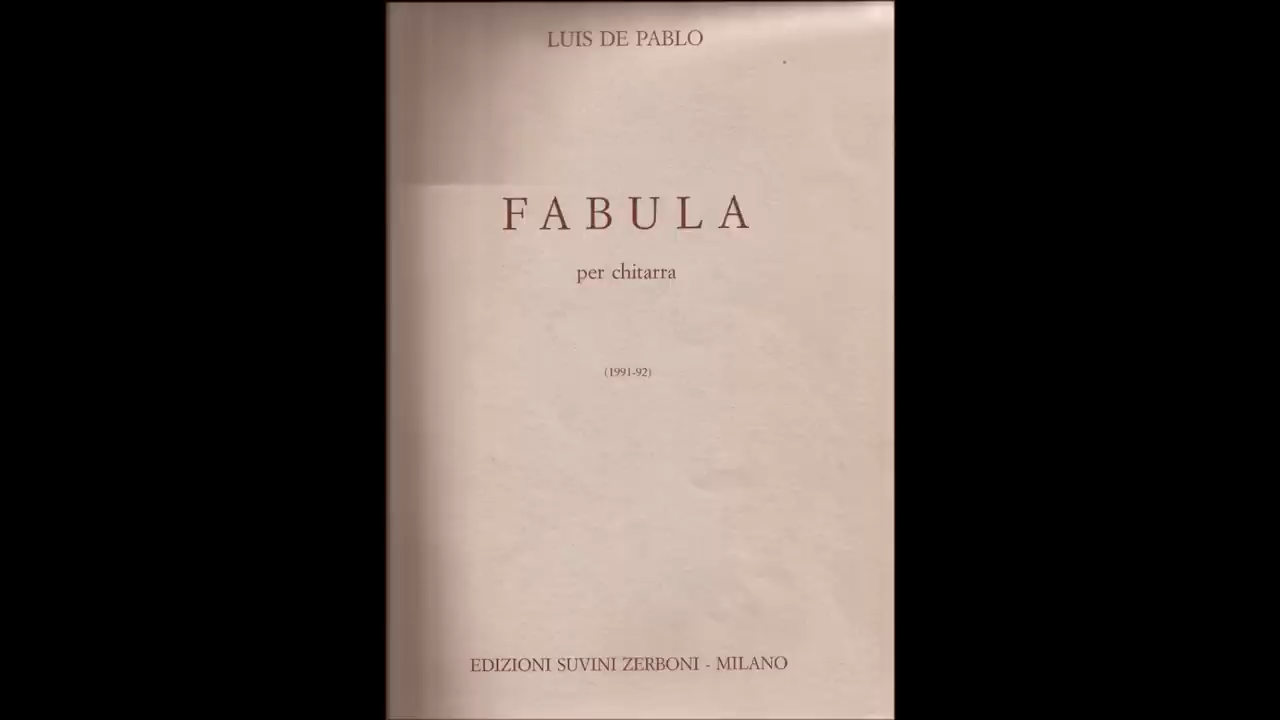 LUIS DE PABLO
FABULA
per chitarra
(1991-92)
EDIZIONI SUVINI ZERBONI - MILANO